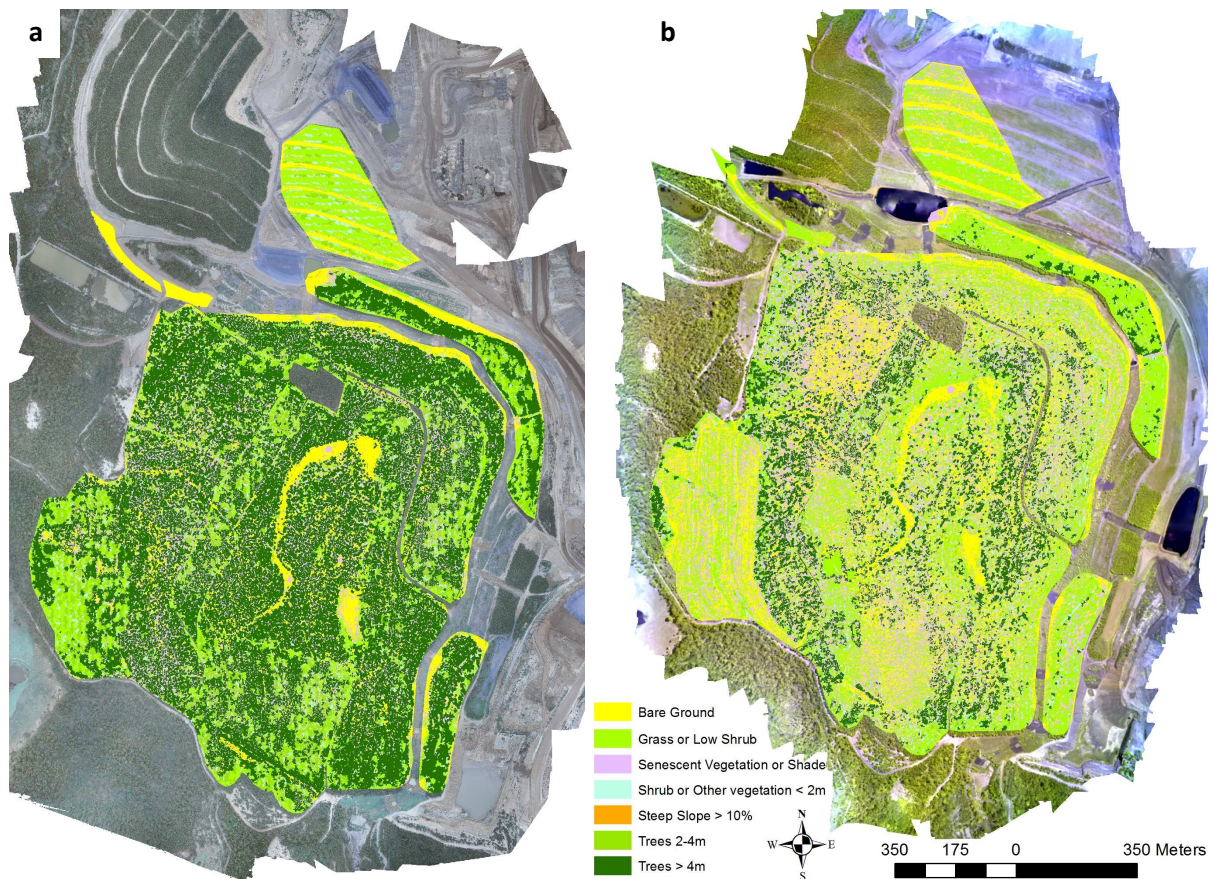 a
b
Bare Ground
Grass or Low Shrub
Senescent Vegetation or Shade
Shrub or Other vegetation < 2m
Steep Slope > 10%
Trees 2-4m
Trees > 4m
N
W E
S
350 175 0 350 Meters